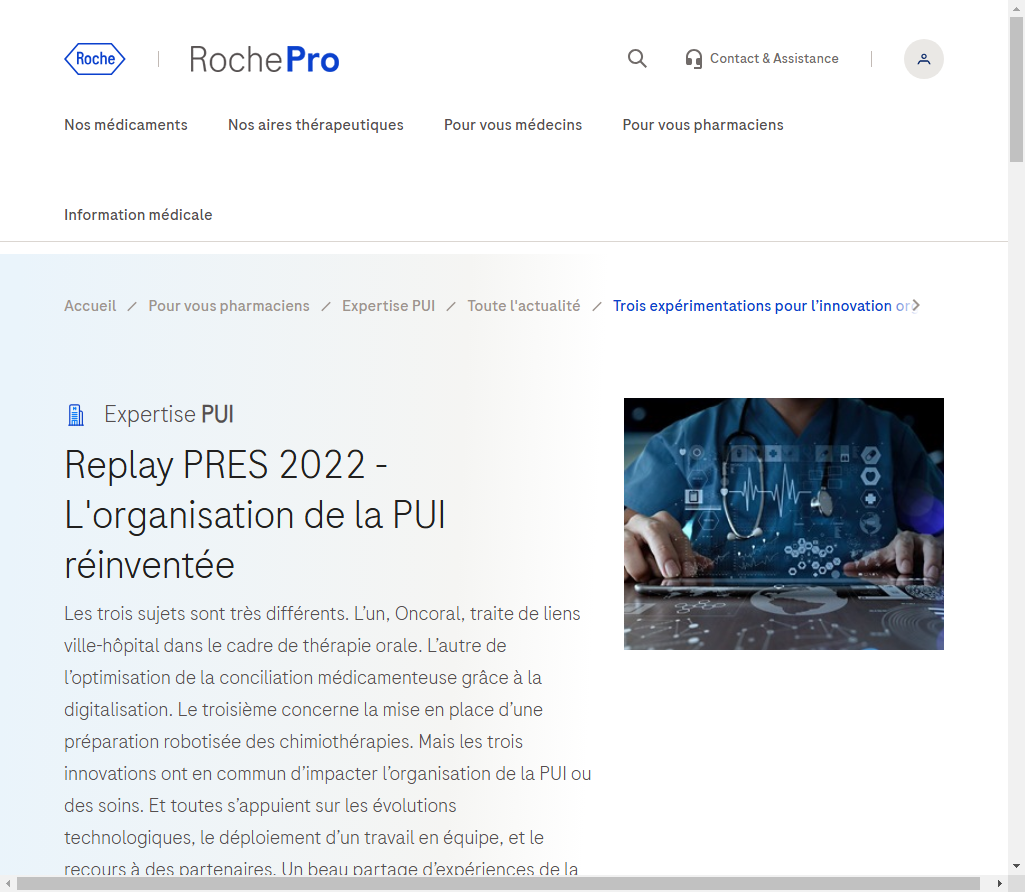 Roche
RochePro
Contact & Assistance
Nos médicaments
Nos aires thérapeutiques
Pour vous médecins
Pour vous pharmaciens
Information médicale
Accueil / Pour vous pharmaciens / Expertise PUI / Toute l'actualité / Trois expérimentations pour l’innovation
Expertise PUI
Replay PRES 2022 -
L'organisation de la PUI
réinventée
Les trois sujets sont très différents. L’un, Oncoral, traite de liens
ville-hôpital dans le cadre de thérapie orale. L’autre de
l’optimisation de la conciliation médicamenteuse grâce à la
digitalisation. Le troisième concerne la mise en place d’une
préparation robotisée des chimiothérapies. Mais les trois
innovations ont en commun d’impacter l’organisation de la PUI ou
des soins. Et toutes s’appuient sur les évolutions
technologiques, le déploiement d’un travail en équipe, et le
recours à des partenaires. Un beau partage d’expériences de la